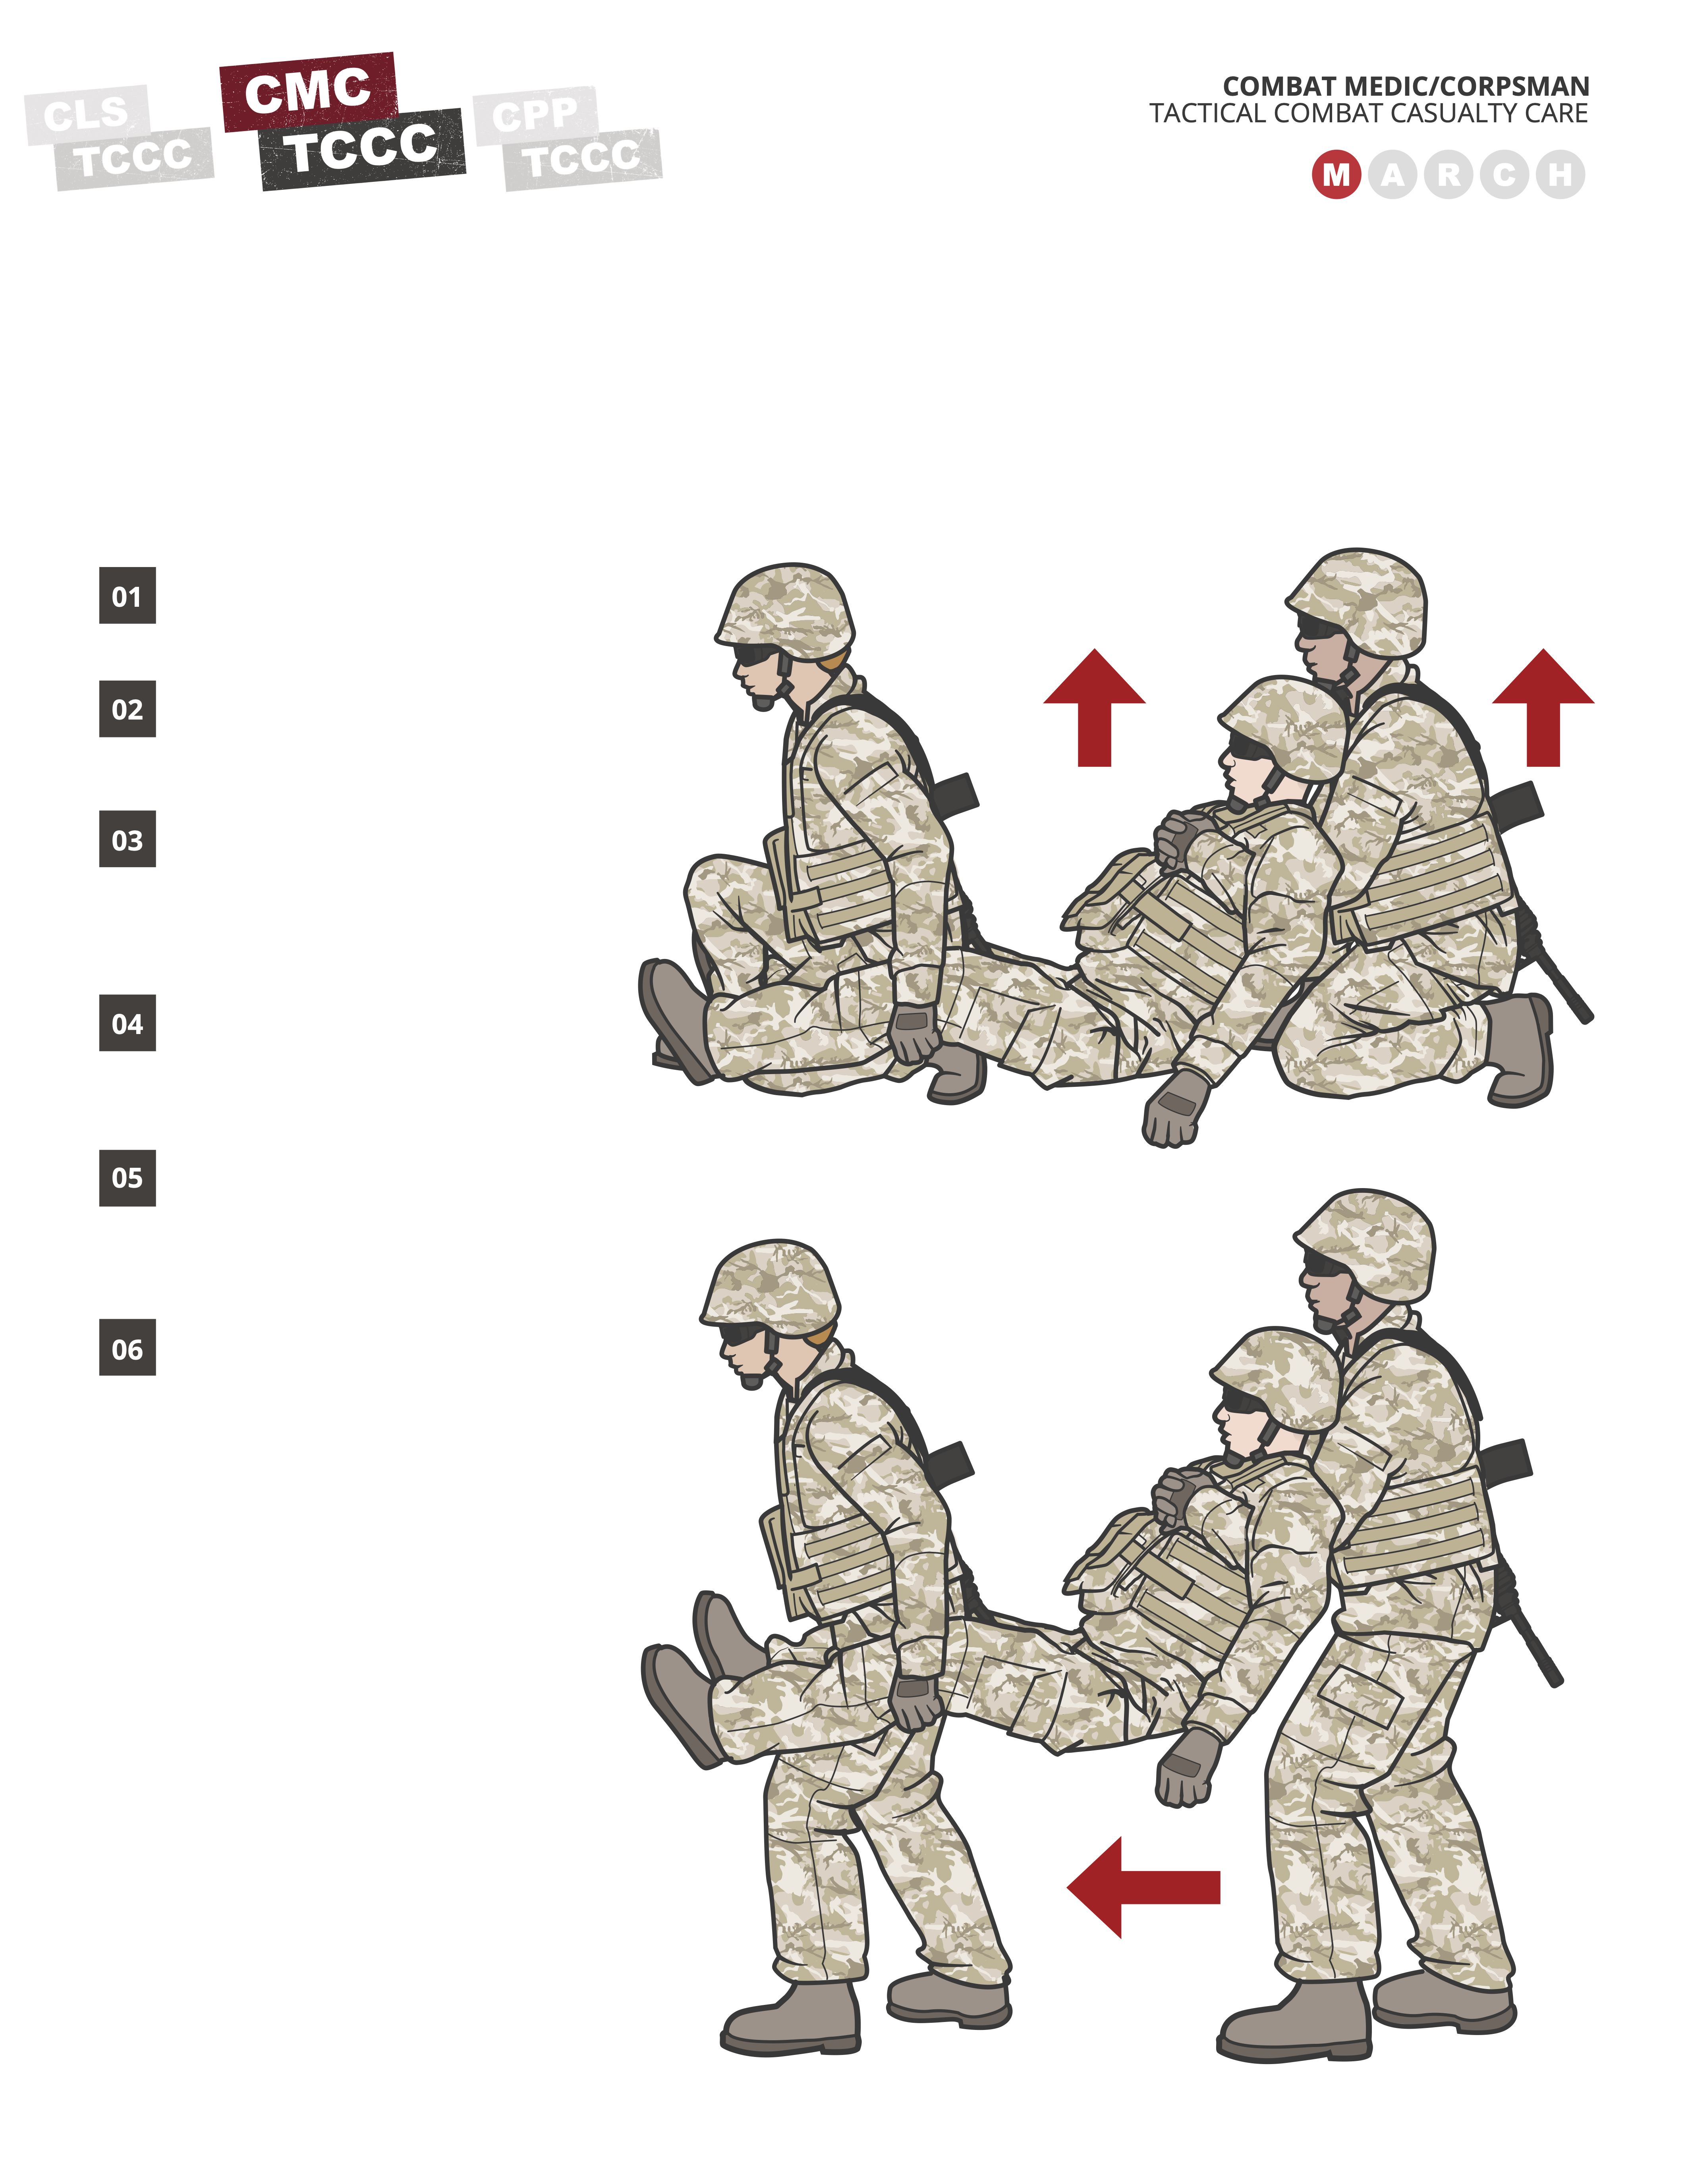 CLS
TCCC
CMC
TCCC
CPP
TCCC
COMBAT MEDIC/CORPSMAN
TACTICAL COMBAT CASUALTY CARE
M A R C H
01
02
03
04
05
06